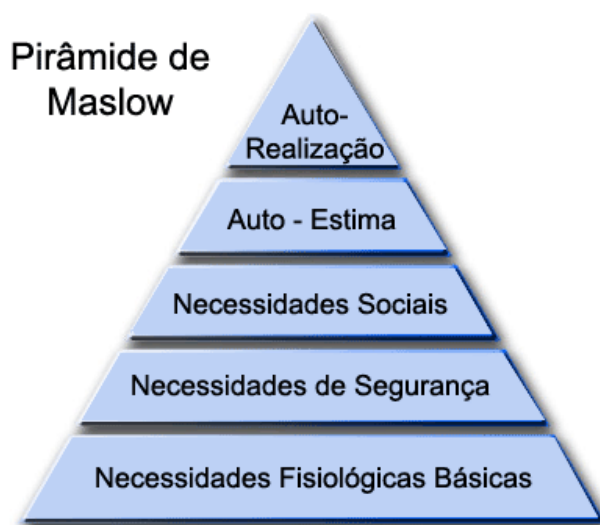 Pirâmide de
Maslow
Auto-
Realização
Auto - Estima
Necessidades Sociais
Necessidades de Segurança
Necessidades Fisiológicas Básicas